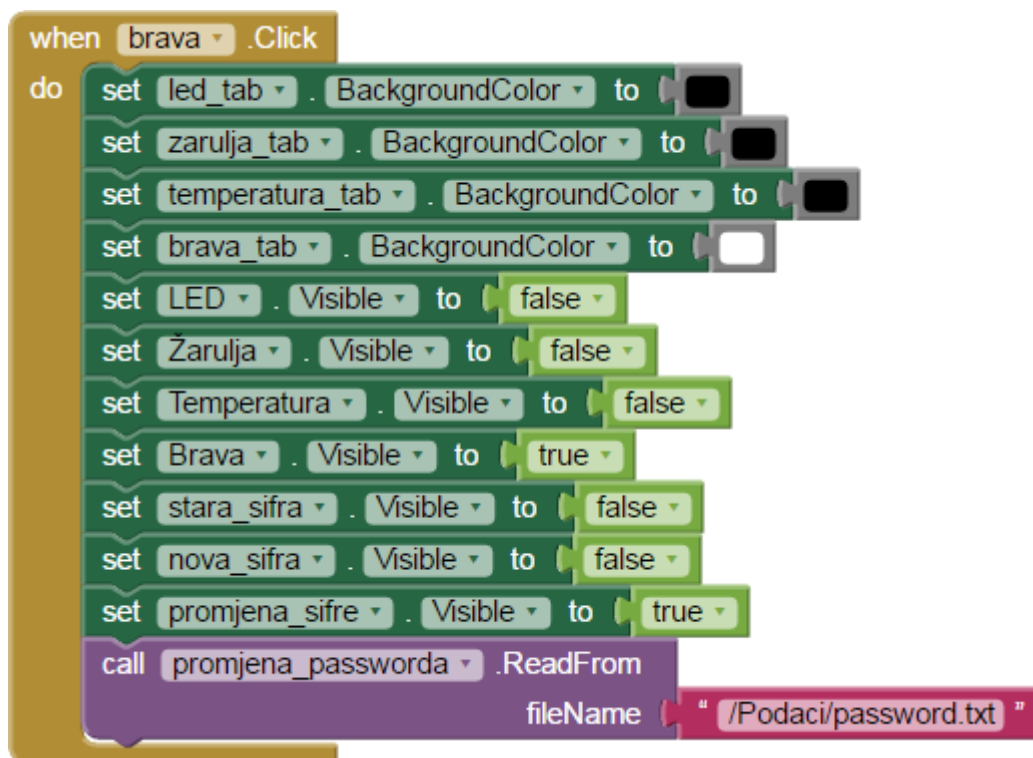 when brava .Click
do set led_tab . BackgroundColor to
set zarulja_tab . BackgroundColor to
set temperatura_tab . BackgroundColor to
set brava_tab . BackgroundColor to
set LED . Visible to false
set Žarulja . Visible to false
set Temperatura . Visible to false
set Brava . Visible to true
set stara_sifra . Visible to false
set nova_sifra . Visible to false
set promjena_sifre . Visible to true
call promjena_passworda .ReadFrom
fileName “ /Podaci/password.txt ”